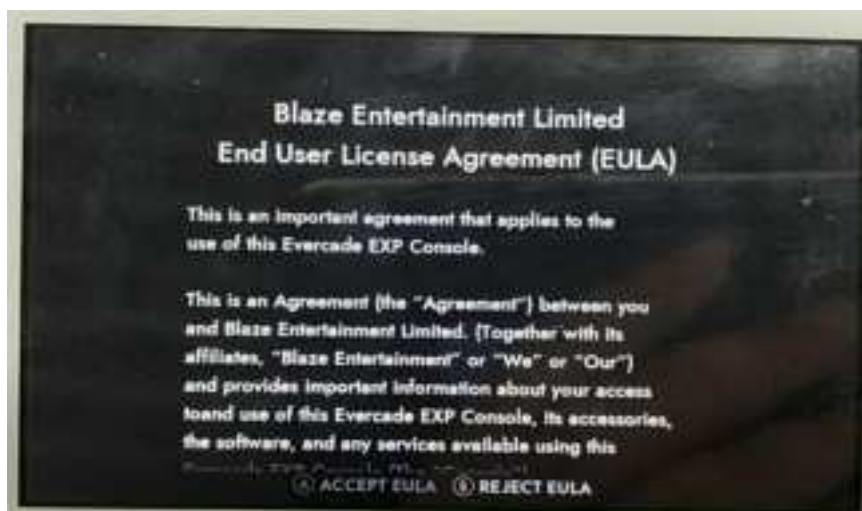 Blaze Entertainment Limited
End User License Agreement (EULA)
This is an important agreement that applies to the
use of this Evercade EXP Console.
This is an Agreement (the "Agreement") between you
and Blaze Entertainment Limited. (Together with its
affiliates, "Blaze Entertainment" or "We" or "Our")
and provides important information about your access
toand use of this Evercade EXP Console, its accessories,
the software, and any services available using this
A ACCEPT EULA B REJECT EULA